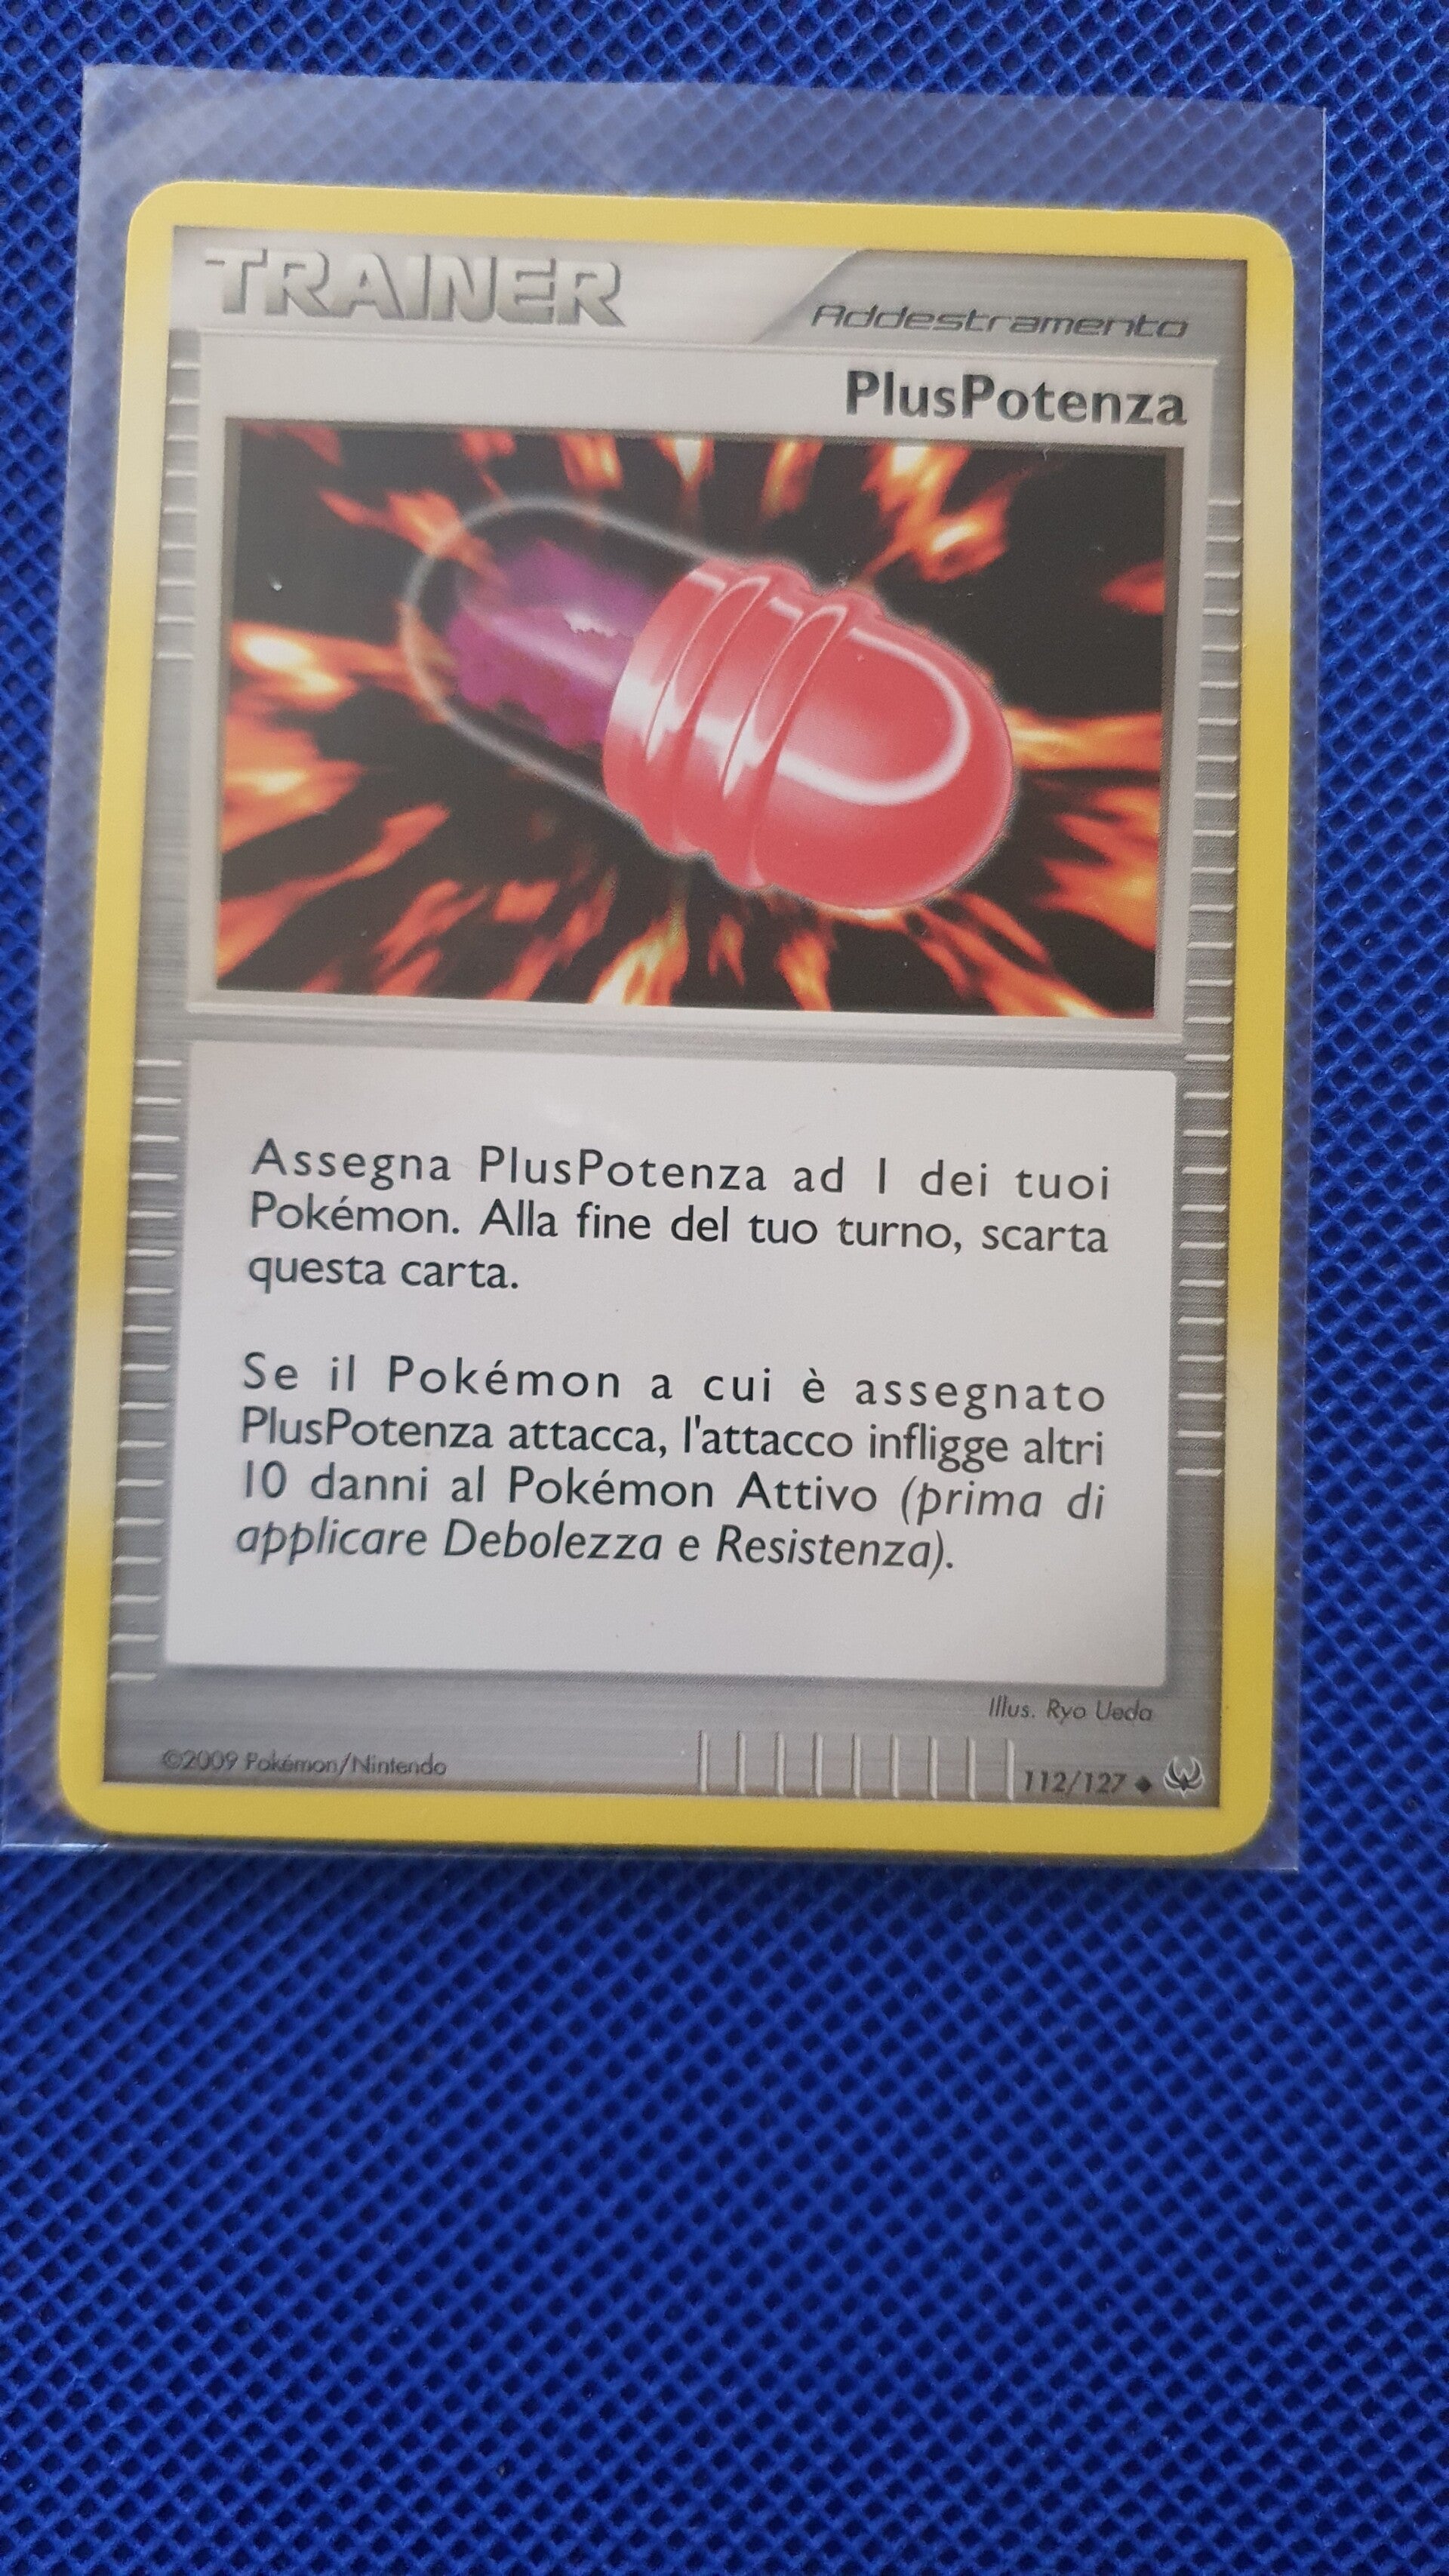 TRAINER
Addestramento
PlusPotenza
Assegna PlusPotenza ad 1 dei tuoi
Pokémon. Alla fine del tuo turno, scarta
questa carta.
Se il Pokémon a cui è assegnato
PlusPotenza attacca, l'attacco infligge altri
10 danni al Pokémon Attivo (prima di
applicare Debolezza e Resistenza).
Illus. Ryo Ueda
©2009 Pokémon/Nintendo
112/127